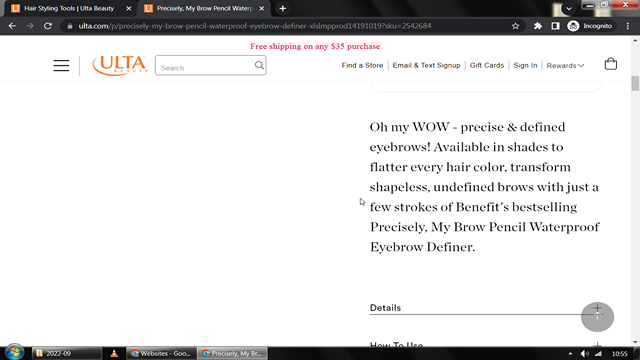 Hair Styling Tools | Ulta Beauty
Precisely, My Brow Pencil Waterp
ulta.com/p/precisely-my-brow-pencil-waterproof-eyebrow-definer-xlsImpprod14191019?sku=2542684
Incognito
Free shipping on any $35 purchase
ULTA
BEAUTY
Search
Find a Store
Email & Text Signup
Gift Cards
Sign In
Rewards
Oh my WOW - precise & defined
eyebrows! Available in shades to
flatter every hair color, transform
shapeless, undefined brows with just a
few strokes of Benefit's bestselling
Precisely, My Brow Pencil Waterproof
Eyebrow Definer.
Details
How To Use
2022-09
Websites - Goo...
Precisely, My Br...
10:55